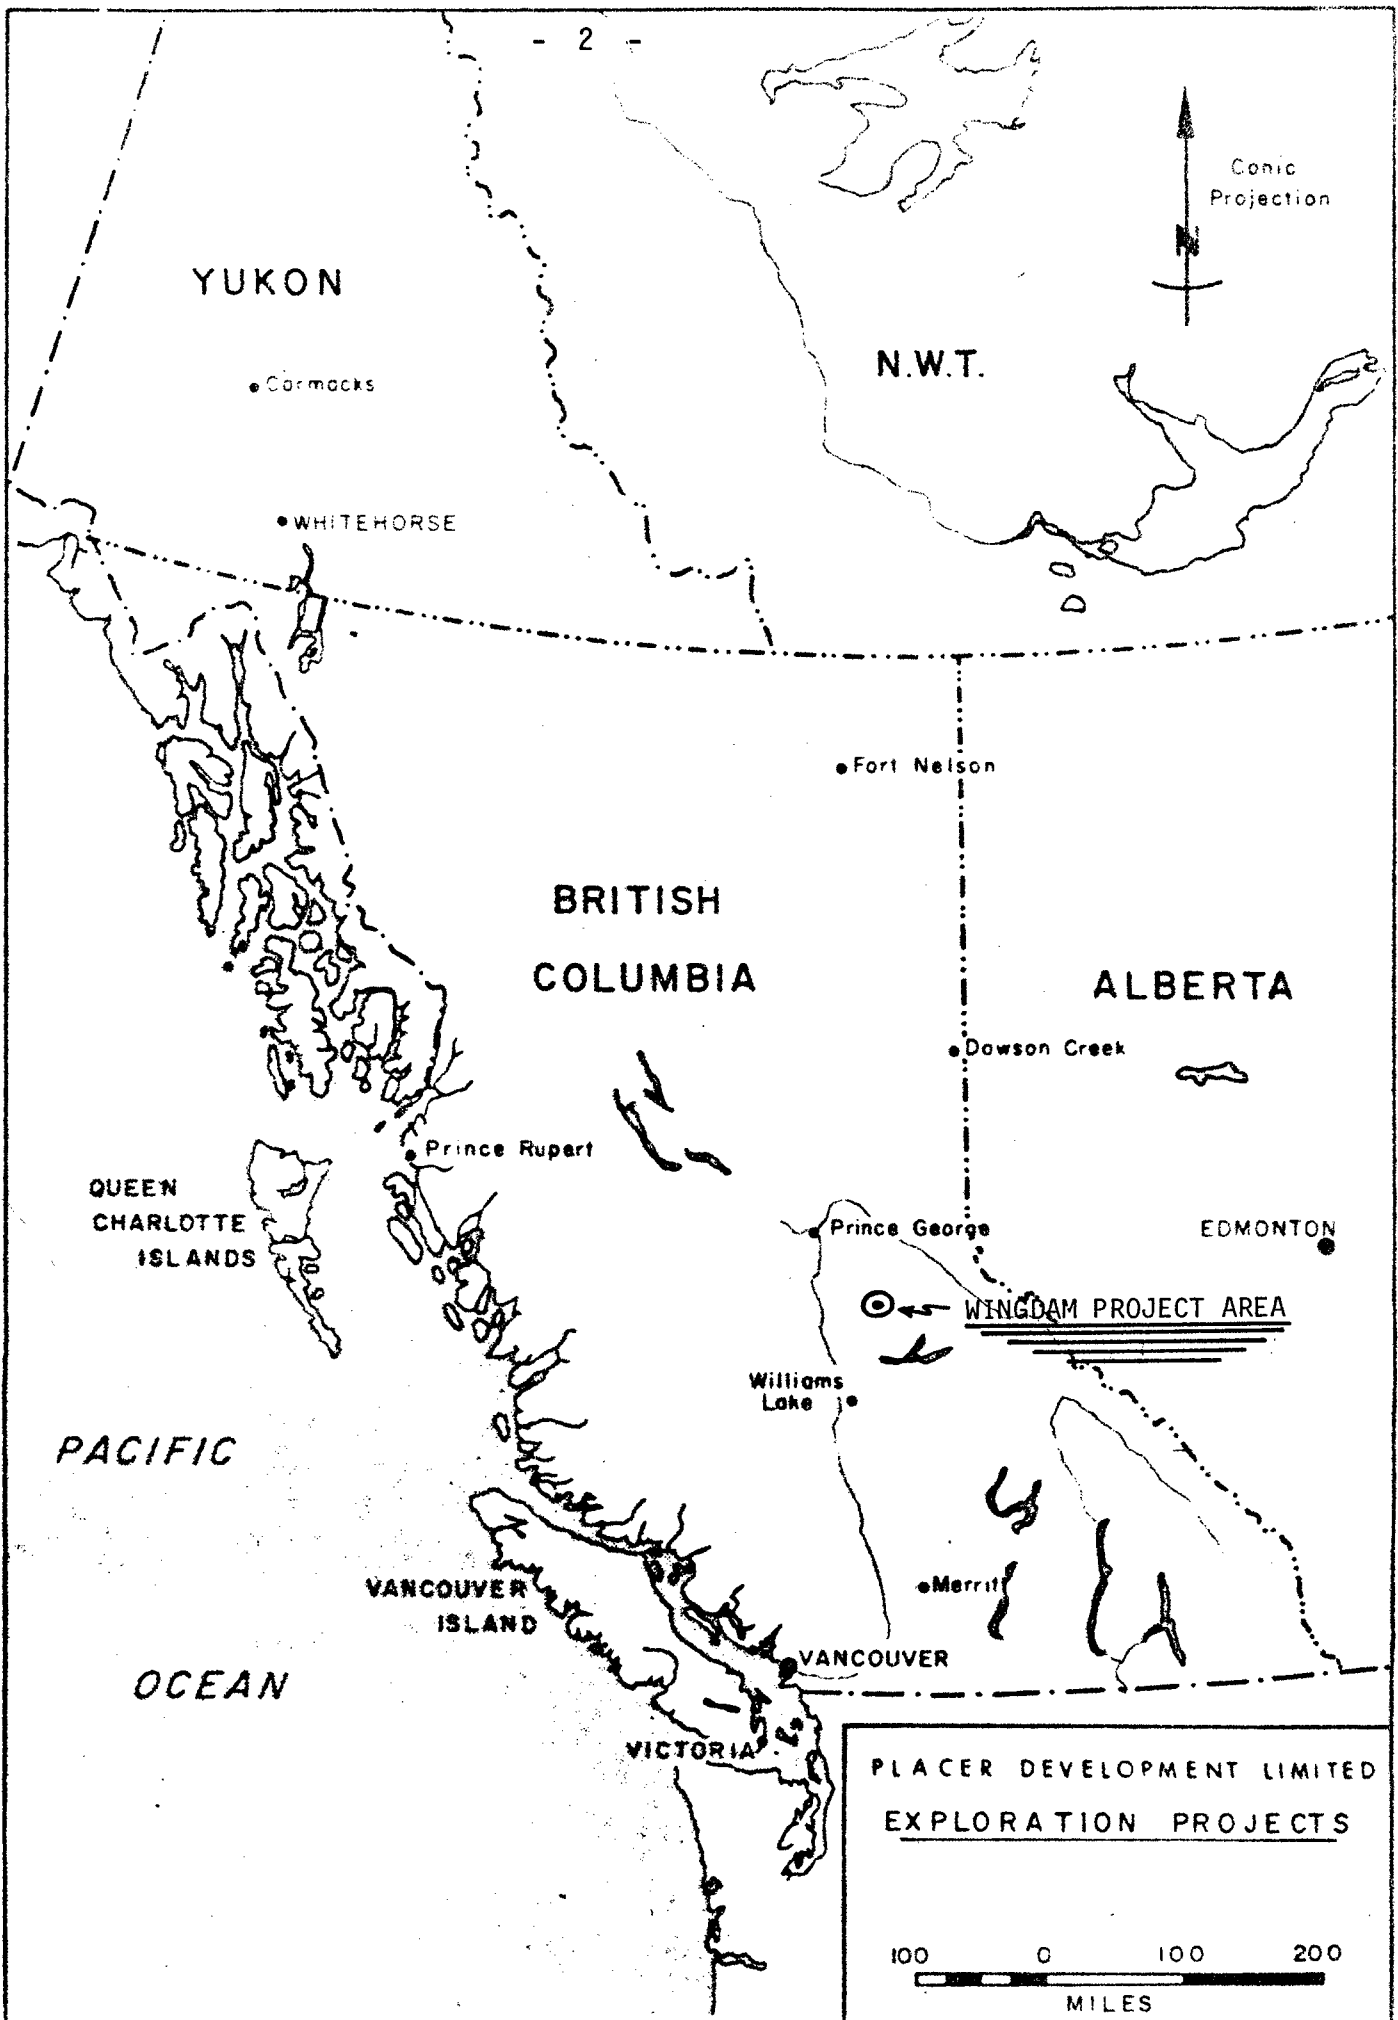 - 2 -
Conic
Projection
N
YUKON
N.W.T.
Carmacks
WHITEHORSE
Fort Nelson
BRITISH
COLUMBIA
ALBERTA
Dawson Creek
Prince Rupert
QUEEN
CHARLOTTE
ISLANDS
Prince George
EDMONTON
WINGDAM PROJECT AREA
Williams
Lake
PACIFIC
VANCOUVER
ISLAND
Merritt
VANCOUVER
OCEAN
VICTORIA
PLACER DEVELOPMENT LIMITED
EXPLORATION PROJECTS
100 0 100 200
MILES